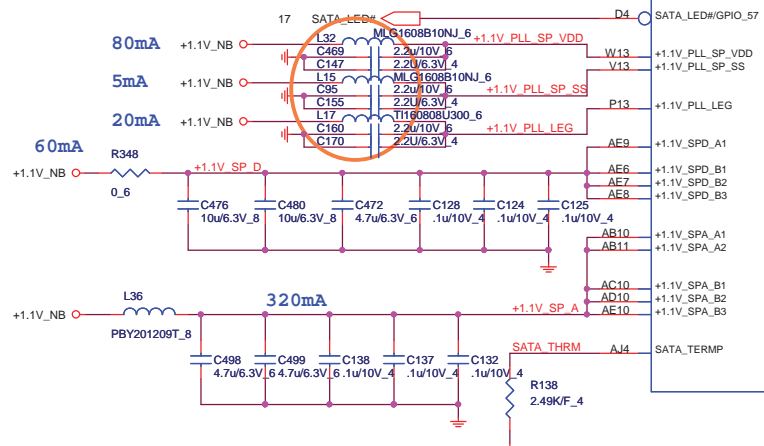 17 SATA_LED# D4 SATA_LED#/GPIO_57
80mA +1.1V_NB L32 MLG1608B10NJ_6 +1.1V_PLL_SP_VDD
C469 2.2u/10V_6 W13 +1.1V_PLL_SP_VDD
C147 2.2U/6.3V_4 V13 +1.1V_PLL_SP_SS
5mA +1.1V_NB L15 MLG1608B10NJ_6
C95 2.2u/10V_6 +1.1V_PLL_SP_SS
C155 2.2U/6.3V_4 P13 +1.1V_PLL_LEG
20mA +1.1V_NB L17 TI160808U300_6
C160 2.2u/10V_6 +1.1V_PLL_LEG
C170 2.2U/6.3V_4
60mA AE9 +1.1V_SPD_A1
R348
+1.1V_NB +1.1V_SP_D AE6 +1.1V_SPD_B1
0_6 AE7 +1.1V_SPD_B2
AE8 +1.1V_SPD_B3
C476 C480 C472 C128 C124 C125
10u/6.3V_8 10u/6.3V_8 4.7u/6.3V_6 .1u/10V_4 .1u/10V_4 .1u/10V_4
AB10 +1.1V_SPA_A1
AB11 +1.1V_SPA_A2
AC10 +1.1V_SPA_B1
L36 320mA AD10 +1.1V_SPA_B2
+1.1V_NB +1.1V_SP_A AE10 +1.1V_SPA_B3
PBY201209T_8
SATA_THRM AJ4 SATA_TERMP
C498 C499 C138 C137 C132
4.7u/6.3V_6 4.7u/6.3V_6 .1u/10V_4 .1u/10V_4 .1u/10V_4
R138
2.49K/F_4